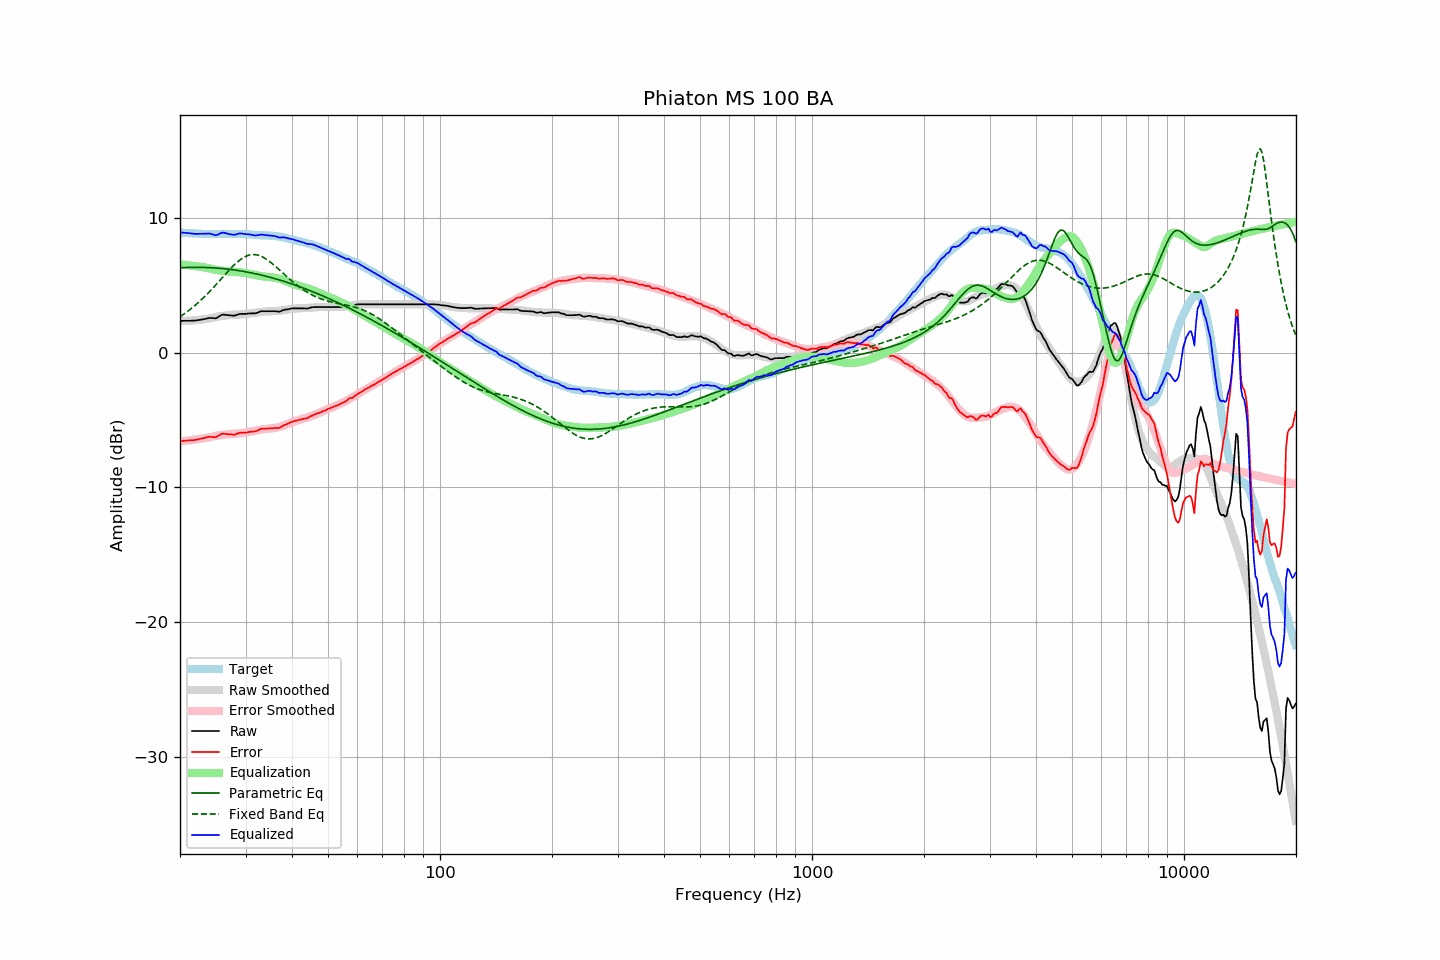 Phiaton MS 100 BA
Amplitude (dBr)
10
0
−10
−20
−30
Target
Raw Smoothed
Error Smoothed
Raw
Error
Equalization
Parametric Eq
Fixed Band Eq
Equalized
100
1000
10000
Frequency (Hz)